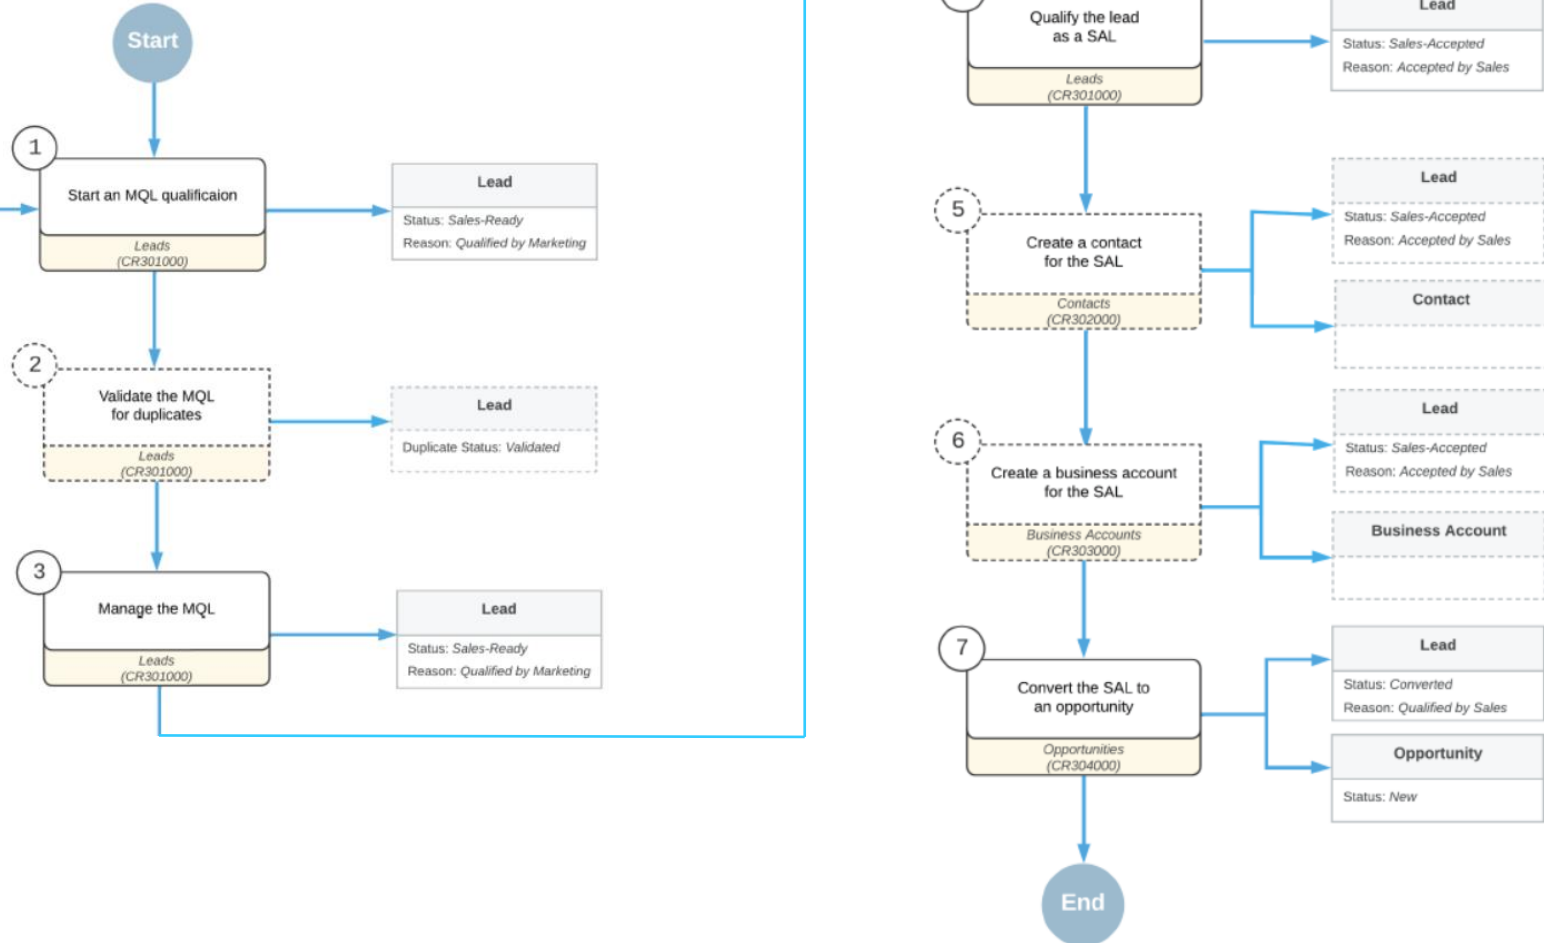 Start
1
Start an MQL qualificaion
Leads
(CR301000)
Lead
Status: Sales-Ready
Reason: Qualified by Marketing
2
Validate the MQL
for duplicates
Leads
(CR301000)
Lead
Duplicate Status: Validated
3
Manage the MQL
Leads
(CR301000)
Lead
Status: Sales-Ready
Reason: Qualified by Marketing
Qualify the lead
as a SAL
Leads
(CR301000)
Lead
Status: Sales-Accepted
Reason: Accepted by Sales
5
Create a contact
for the SAL
Contacts
(CR302000)
Lead
Status: Sales-Accepted
Reason: Accepted by Sales
Contact
6
Create a business account
for the SAL
Business Accounts
(CR303000)
Lead
Status: Sales-Accepted
Reason: Accepted by Sales
Business Account
7
Convert the SAL to
an opportunity
Opportunities
(CR304000)
Lead
Status: Converted
Reason: Qualified by Sales
Opportunity
Status: New
End